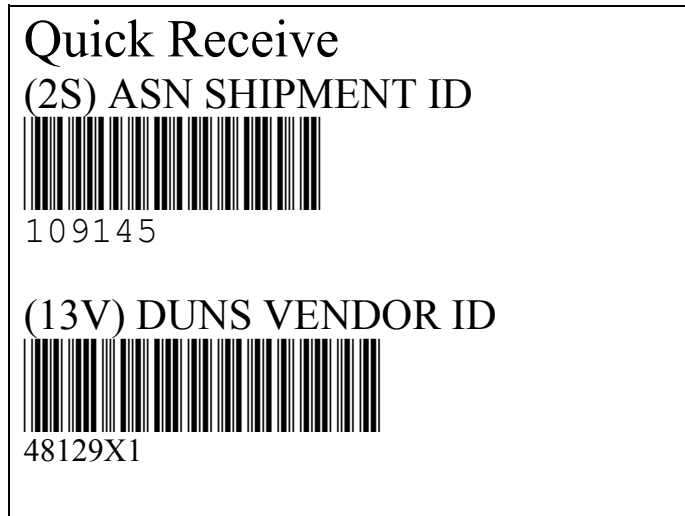 Quick Receive
(2S) ASN SHIPMENT ID
109145
(13V) DUNS VENDOR ID
48129X1